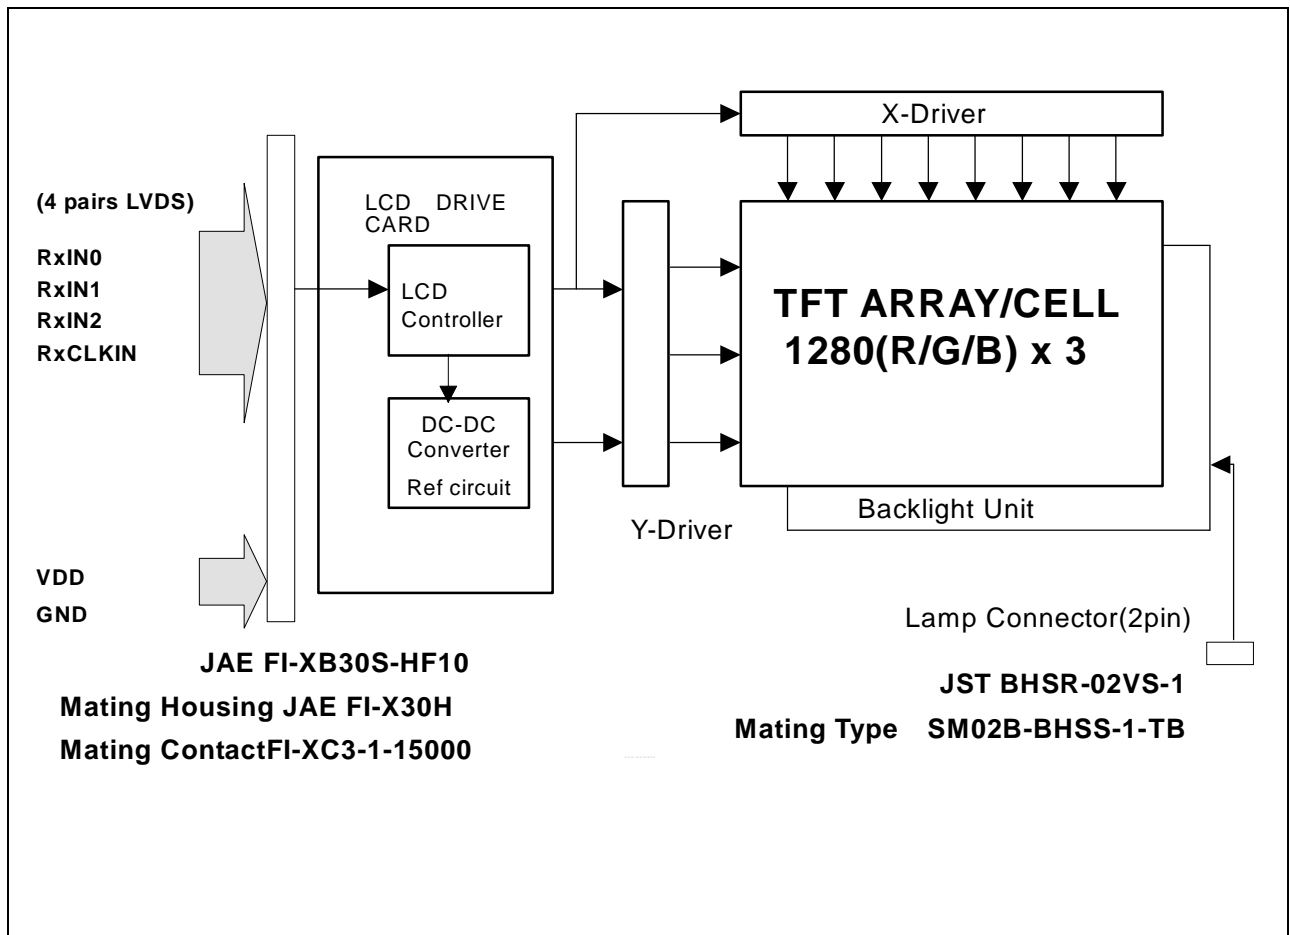 X-Driver
(4 pairs LVDS)
LCD DRIVE
CARD
RxIN0
RxIN1
RxIN2
RxCLKIN
LCD
Controller
TFT ARRAY/CELL
1280(R/G/B) x 3
DC-DC
Converter
Ref circuit
Y-Driver
Backlight Unit
VDD
GND
Lamp Connector(2pin)
JAE FI-XB30S-HF10
Mating Housing JAE FI-X30H
Mating ContactFI-XC3-1-15000
JST BHSR-02VS-1
Mating Type SM02B-BHSS-1-TB